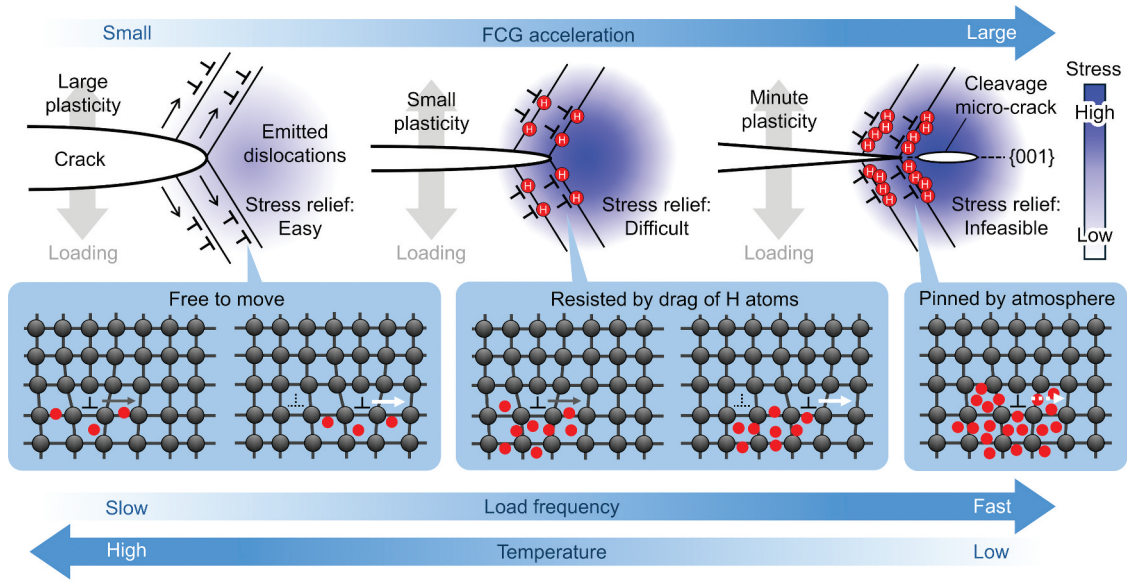 Small FCG acceleration Large
Large
plasticity
Crack
Loading
Emitted
dislocations
Stress relief:
Easy
Small
plasticity
H H H H H H
Loading
Stress relief:
Difficult
Minute
plasticity
H H H H H H H H H H H H H H
Cleavage
micro-crack
{001}
Loading
Stress relief:
Infeasible
Stress
High
Low
Free to move
Resisted by drag of H atoms
Pinned by atmosphere
Slow Load frequency Fast
High Temperature Low